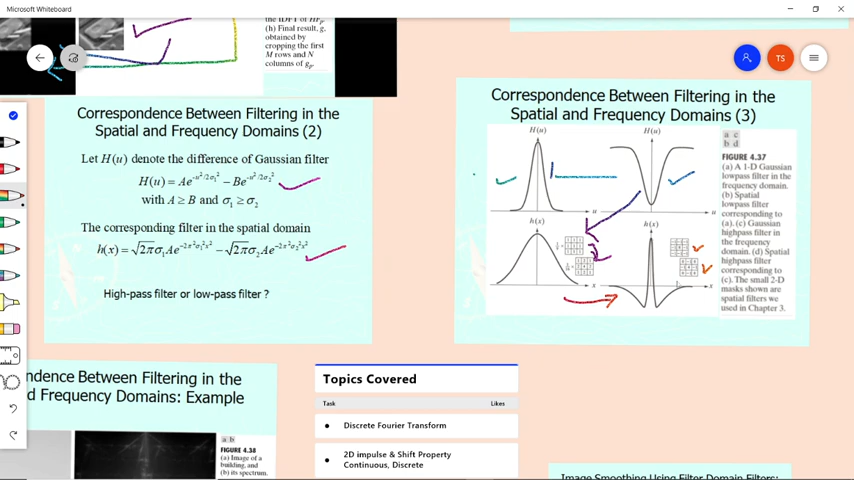 Microsoft Whiteboard
the IDFT of HFp.
(h) Final result, g,
obtained by
cropping the first
M rows and N
columns of gp.
TS
Correspondence Between Filtering in the
Spatial and Frequency Domains (2)
Let H(u) denote the difference of Gaussian filter
H(u) = Ae^{-u²/2σ₁²} − Be^{-u²/2σ₂²}
with A ≥ B and σ₁ ≥ σ₂
The corresponding filter in the spatial domain
h(x) = √2π σ₁Ae^{-2π²σ₁²x²} − √2π σ₂Ae^{-2π²σ₂²x²}
High-pass filter or low-pass filter ?
Correspondence Between Filtering in the
Spatial and Frequency Domains (3)
H(u)
H(u)
u
u
h(x)
h(x)
x
x
a c
b d
FIGURE 4.37
(a) A 1-D Gaussian
lowpass filter in the
frequency domain.
(b) Spatial
lowpass filter
corresponding to
(a). (c) Gaussian
highpass filter in
the frequency
domain. (d) Spatial
highpass filter
corresponding to
(c). The small 2-D
masks shown are
spatial filters we
used in Chapter 3.
ndence Between Filtering in the
d Frequency Domains: Example
a b
FIGURE 4.38
(a) Image of a
building, and
(b) its spectrum.
Topics Covered
Task
Likes
Discrete Fourier Transform
2D impulse & Shift Property
Continuous, Discrete
Image Smoothing Using Filter Domain Filters: